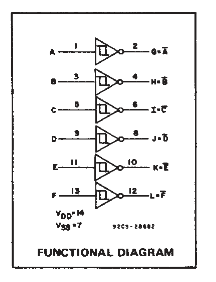 A 1 2 G=A̅
B 3 4 H=B̅
C 5 6 I=C̅
D 9 8 J=D̅
E 11 10 K=E̅
F 13 12 L=F̅
VDD=14
VSS=7
92CS-20082
FUNCTIONAL DIAGRAM